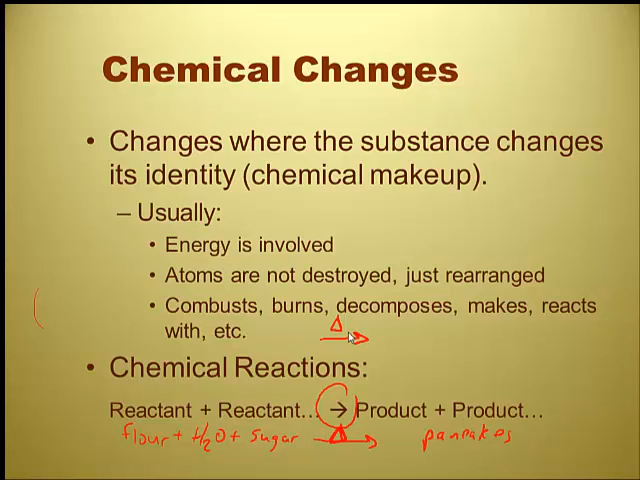 Chemical Changes
• Changes where the substance changes
its identity (chemical makeup).
– Usually:
• Energy is involved
• Atoms are not destroyed, just rearranged
• Combusts, burns, decomposes, makes, reacts
with, etc.
Δ
• Chemical Reactions:
Reactant + Reactant… → Product + Product…
flour + H2O + sugar Δ→ pancakes